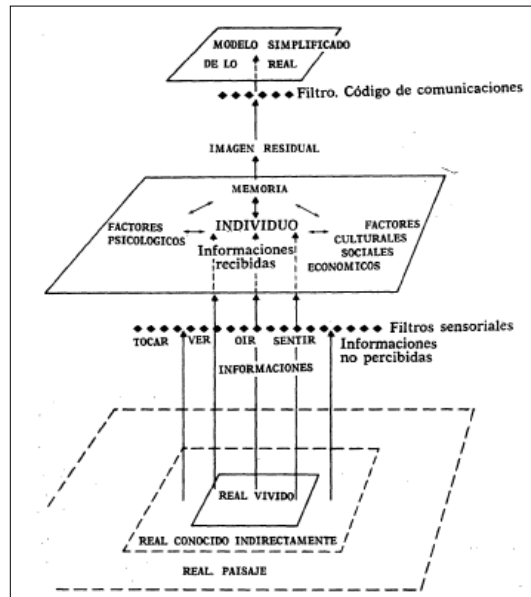 MODELO SIMPLIFICADO
DE LO REAL
Filtro. Código de comunicaciones
IMAGEN RESIDUAL
MEMORIA
FACTORES
PSICOLOGICOS
INDIVIDUO
FACTORES
CULTURALES
SOCIALES
ECONOMICOS
Informaciones
recibidas
Filtros sensoriales
TOCAR VER OIR SENTIR
Informaciones
no percibidas
INFORMACIONES
REAL VIVIDO
REAL CONOCIDO INDIRECTAMENTE
REAL. PAISAJE